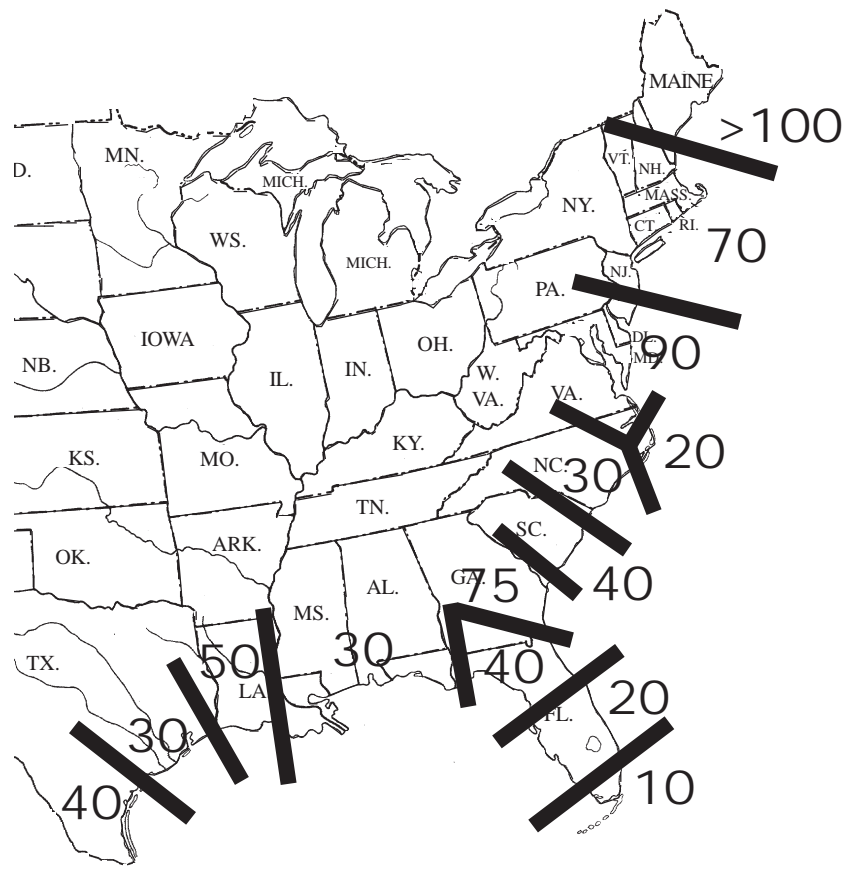 MAINE
>100
MN.
D.
VT.
NH.
MICH.
MASS.
NY.
CT.
RI.
WS.
70
MICH.
NJ.
PA.
IOWA
OH.
DL.
MD.
90
NB.
IN.
IL.
W.
VA.
VA.
KY.
20
KS.
MO.
NC.
30
TN.
SC.
ARK.
OK.
GA.
75
40
AL.
MS.
TX.
50
30
40
LA.
20
FL.
30
10
40